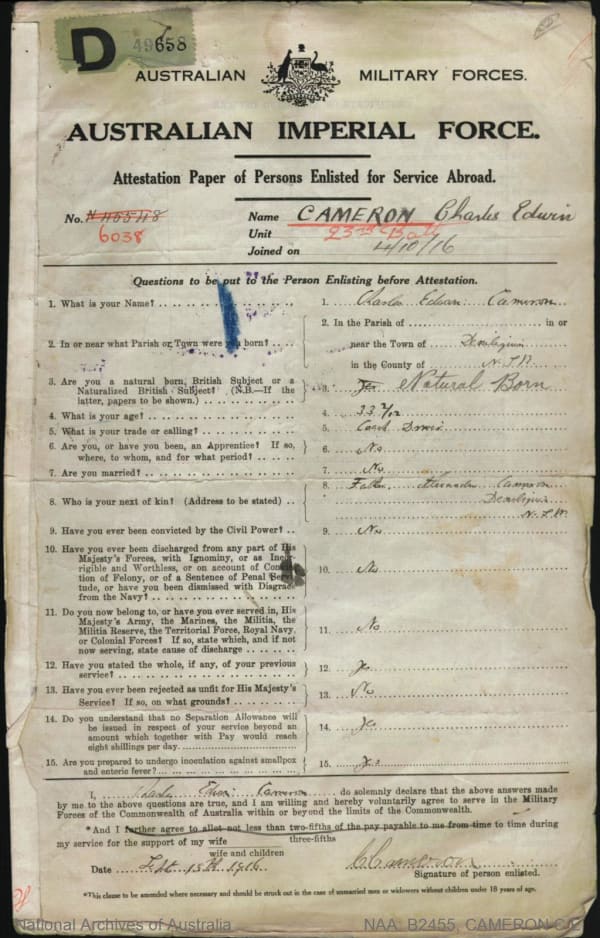 D 49658
AUSTRALIAN MILITARY FORCES.
AUSTRALIAN IMPERIAL FORCE.
Attestation Paper of Persons Enlisted for Service Abroad.
No. N46548 Name CAMERON Charles Edwin
6038 Unit 23rd Batt
Joined on 4/10/16
Questions to be put to the Person Enlisting before Attestation.
1. What is your Name? 1. Charles Edwin Cameron
2. In or near what Parish or Town were you born? 2. In the Parish of in or
near the Town of Deniliquin
in the County of N.S.W.
3. Are you a natural born British Subject or a
Naturalized British Subject? (N.B.—If the
latter, papers to be shown.) 3. Yes Natural Born
4. What is your age? 4. 33 7/12
5. What is your trade or calling? 5. Coach Driver
6. Are you, or have you been, an Apprentice? If so,
where, to whom, and for what period? 6. No
7. Are you married? 7. No
8. Who is your next of kin? (Address to be stated) 8. Father Alexander Cameron
Deniliquin
N.S.W.
9. Have you ever been convicted by the Civil Power? 9. No
10. Have you ever been discharged from any part of His
Majesty's Forces, with Ignominy, or as Incor-
rigible and Worthless, or on account of Convic-
tion of Felony, or of a Sentence of Penal Servi-
tude, or have you been dismissed with Disgrace
from the Navy? 10. No
11. Do you now belong to, or have you ever served in, His
Majesty's Army, the Marines, the Militia, the
Militia Reserve, the Territorial Force, Royal Navy,
or Colonial Forces? If so, state which, and if not
now serving, state cause of discharge 11. No
12. Have you stated the whole, if any, of your previous
service? 12. Yes
13. Have you ever been rejected as unfit for His Majesty's
Service? If so, on what grounds? 13. No
14. Do you understand that no Separation Allowance will
be issued in respect of your service beyond an
amount which together with Pay would reach
eight shillings per day. 14. Yes
15. Are you prepared to undergo inoculation against smallpox
and enteric fever? 15. Yes
I, Charles Edwin Cameron do solemnly declare that the above answers made
by me to the above questions are true, and I am willing and hereby voluntarily agree to serve in the Military
Forces of the Commonwealth of Australia within or beyond the limits of the Commonwealth.
*And I further agree to allot not less than two-fifths of the pay payable to me from time to time during
three-fifths
my service for the support of my wife
wife and children
Date Sept 15th 1916 C Cameron
Signature of person enlisted.
*This clause to be amended where necessary and should be struck out in the case of unmarried men or widowers without children under 18 years of age.
National Archives of Australia NAA: B2455, CAMERON C E